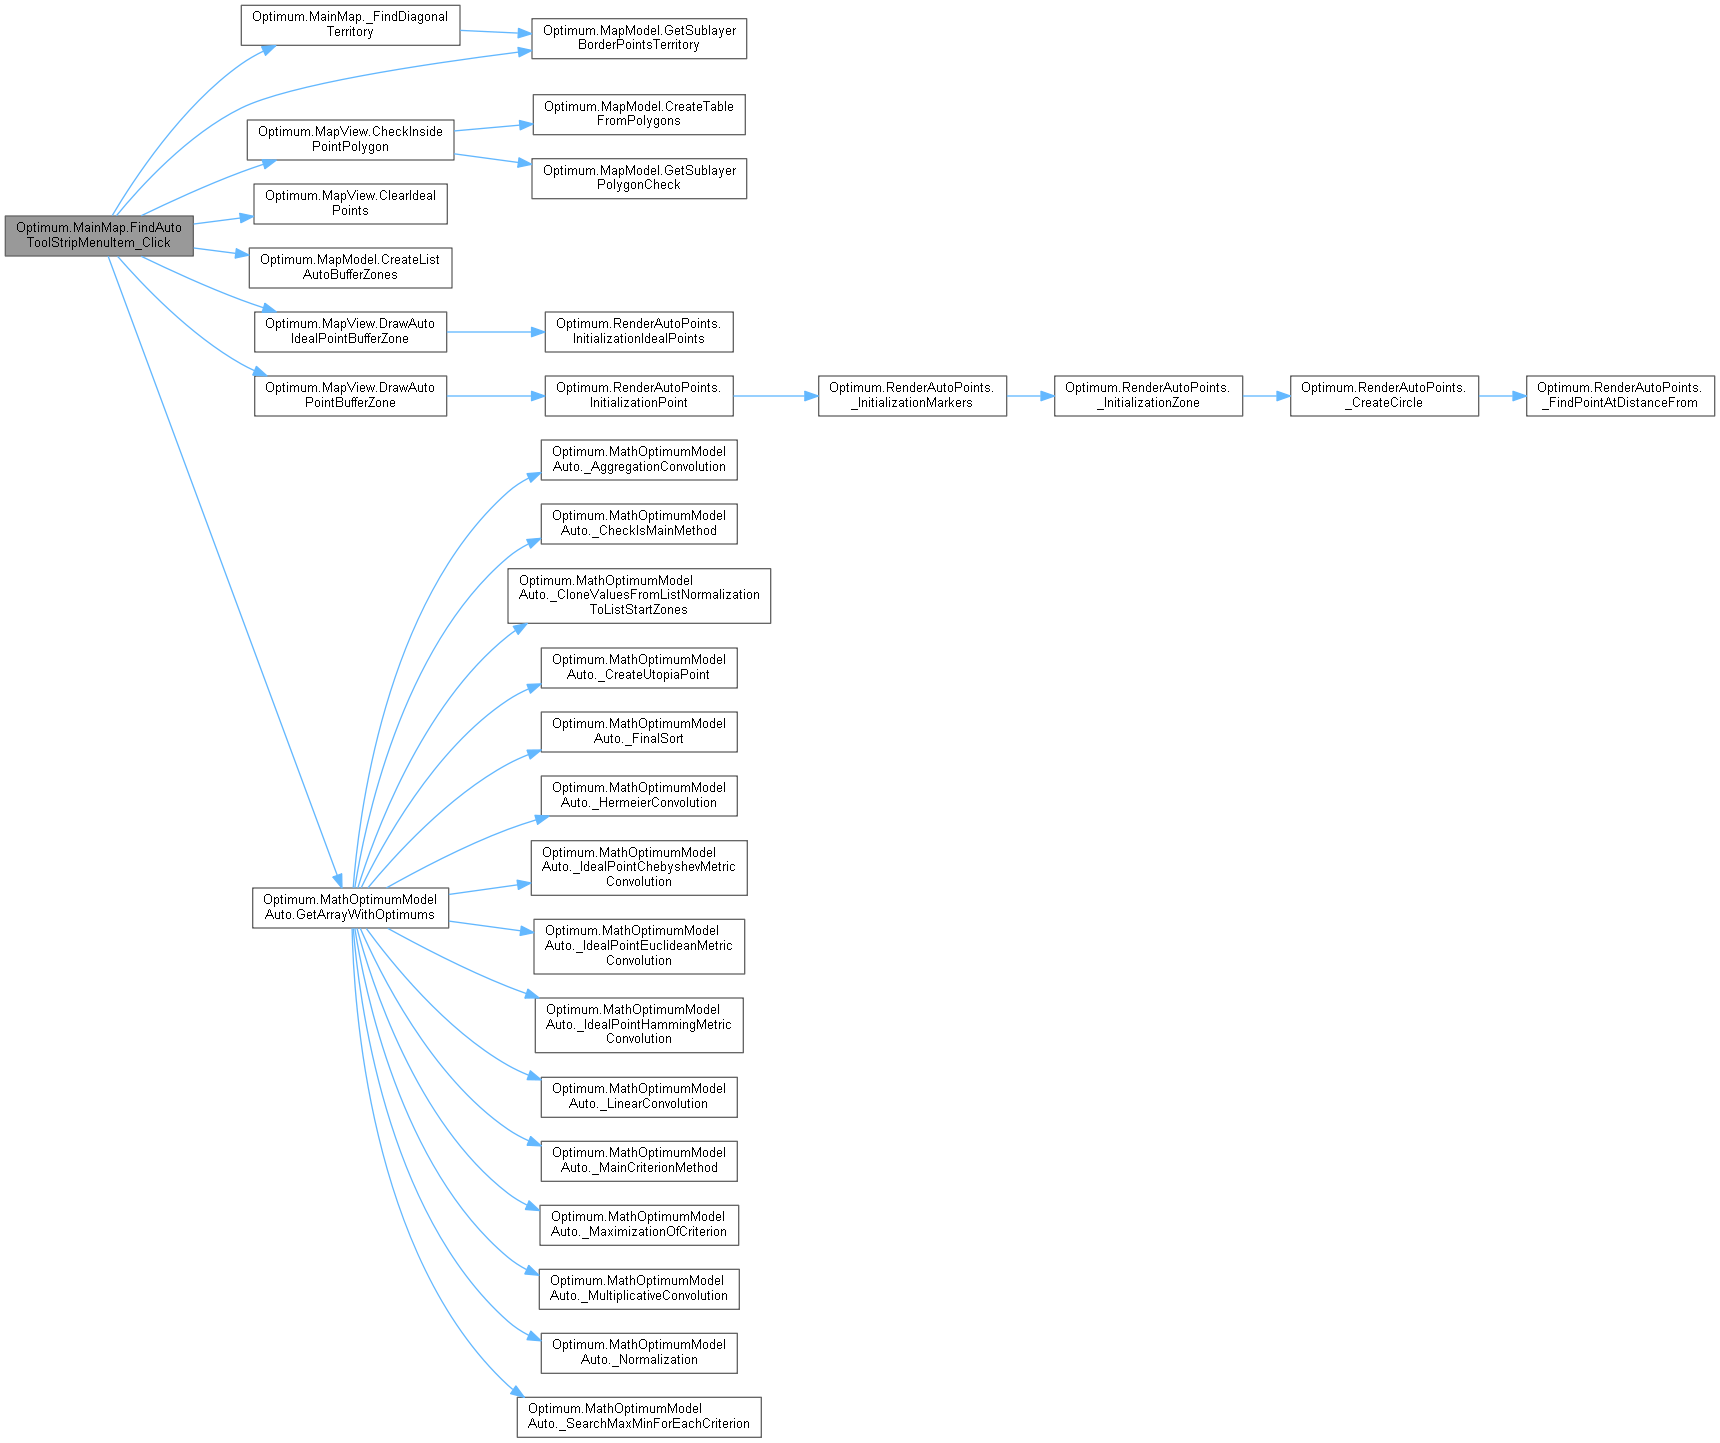 Optimum.MainMap.FindAuto
ToolStripMenuItem_Click
Optimum.MainMap._FindDiagonal
Territory
Optimum.MapModel.GetSublayer
BorderPointsTerritory
Optimum.MapView.CheckInside
PointPolygon
Optimum.MapModel.CreateTable
FromPolygons
Optimum.MapModel.GetSublayer
PolygonCheck
Optimum.MapView.ClearIdeal
Points
Optimum.MapModel.CreateList
AutoBufferZones
Optimum.MapView.DrawAuto
IdealPointBufferZone
Optimum.RenderAutoPoints.
InitializationIdealPoints
Optimum.MapView.DrawAuto
PointBufferZone
Optimum.RenderAutoPoints.
InitializationPoint
Optimum.RenderAutoPoints.
_InitializationMarkers
Optimum.RenderAutoPoints.
_InitializationZone
Optimum.RenderAutoPoints.
_CreateCircle
Optimum.RenderAutoPoints.
_FindPointAtDistanceFrom
Optimum.MathOptimumModel
Auto.GetArrayWithOptimums
Optimum.MathOptimumModel
Auto._AggregationConvolution
Optimum.MathOptimumModel
Auto._CheckIsMainMethod
Optimum.MathOptimumModel
Auto._CloneValuesFromListNormalization
ToListStartZones
Optimum.MathOptimumModel
Auto._CreateUtopiaPoint
Optimum.MathOptimumModel
Auto._FinalSort
Optimum.MathOptimumModel
Auto._HermeierConvolution
Optimum.MathOptimumModel
Auto._IdealPointChebyshevMetric
Convolution
Optimum.MathOptimumModel
Auto._IdealPointEuclideanMetric
Convolution
Optimum.MathOptimumModel
Auto._IdealPointHammingMetric
Convolution
Optimum.MathOptimumModel
Auto._LinearConvolution
Optimum.MathOptimumModel
Auto._MainCriterionMethod
Optimum.MathOptimumModel
Auto._MaximizationOfCriterion
Optimum.MathOptimumModel
Auto._MultiplicativeConvolution
Optimum.MathOptimumModel
Auto._Normalization
Optimum.MathOptimumModel
Auto._SearchMaxMinForEachCriterion